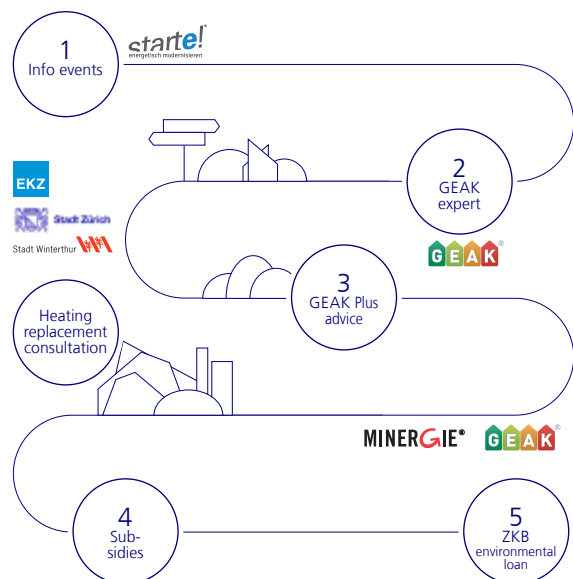 1
Info events
starte!
energetisch modernisieren
2
GEAK
expert
EKZ
Stadt Zürich
Stadt Winterthur
GEAK®
3
GEAK Plus
advice
Heating
replacement
consultation
MINERGIE®
GEAK®
4
Sub-
sidies
5
ZKB
environmental
loan